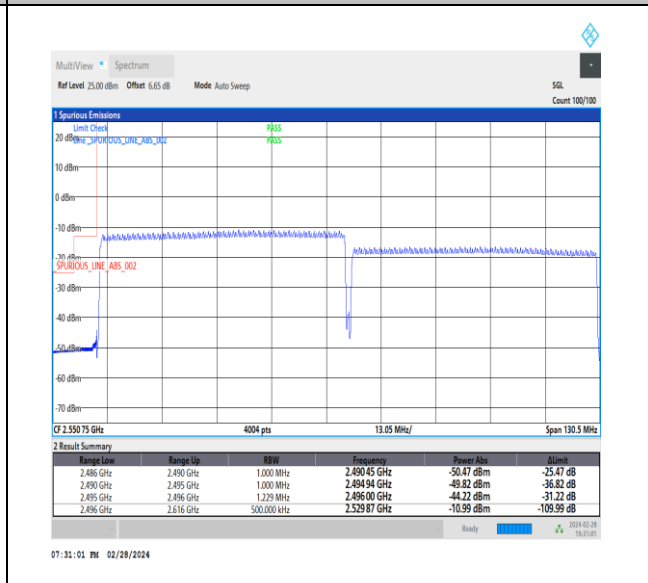 MultiView Spectrum
Ref Level 25.00 dBm Offset 6.65 dB Mode Auto Sweep SGL
Count 100/100
1 Spurious Emissions
Limit Check PASS
20 dBm Line _SPURIOUS_LINE_ABS_002 PASS
10 dBm
0 dBm
-10 dBm
-20 dBm
_SPURIOUS_LINE_ABS_002
-30 dBm
-40 dBm
-50 dBm
-60 dBm
-70 dBm
CF 2.550 75 GHz 4004 pts 13.05 MHz/ Span 130.5 MHz
2 Result Summary
Range Low Range Up RBW Frequency Power Abs ΔLimit
2.486 GHz 2.490 GHz 1.000 MHz 2.490 45 GHz -50.47 dBm -25.47 dB
2.490 GHz 2.495 GHz 1.000 MHz 2.494 94 GHz -49.82 dBm -36.82 dB
2.495 GHz 2.496 GHz 1.229 MHz 2.496 00 GHz -44.22 dBm -31.22 dB
2.496 GHz 2.616 GHz 500.000 kHz 2.529 87 GHz -10.99 dBm -109.99 dB
Ready 2024-02-28
19:31:01
07:31:01 PM 02/28/2024